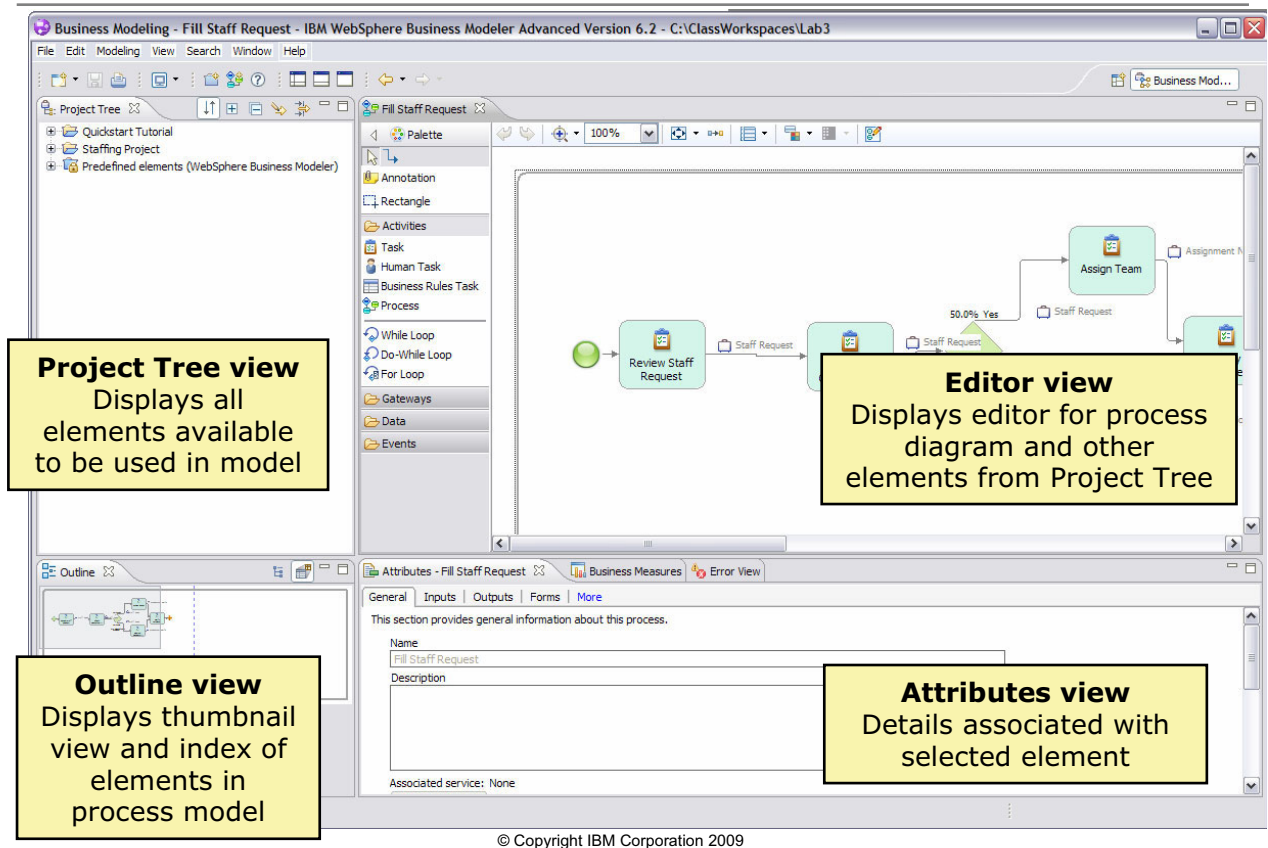 Business Modeling - Fill Staff Request - IBM WebSphere Business Modeler Advanced Version 6.2 - C:\ClassWorkspaces\Lab3
File Edit Modeling View Search Window Help
Business Mod...
Project Tree
Quickstart Tutorial
Staffing Project
Predefined elements (WebSphere Business Modeler)
Fill Staff Request
Palette
100%
Annotation
Rectangle
Activities
Task
Human Task
Business Rules Task
Process
While Loop
Do-While Loop
For Loop
Gateways
Data
Events
Review Staff
Request
Staff Request
Staff Request
50.0% Yes
Staff Request
Assign Team
Assignment N
Project Tree view
Displays all
elements available
to be used in model
Editor view
Displays editor for process
diagram and other
elements from Project Tree
Outline
Outline view
Displays thumbnail
view and index of
elements in
process model
Attributes - Fill Staff Request
Business Measures
Error View
General Inputs Outputs Forms More
This section provides general information about this process.
Name
Fill Staff Request
Description
Associated service: None
Attributes view
Details associated with
selected element
© Copyright IBM Corporation 2009